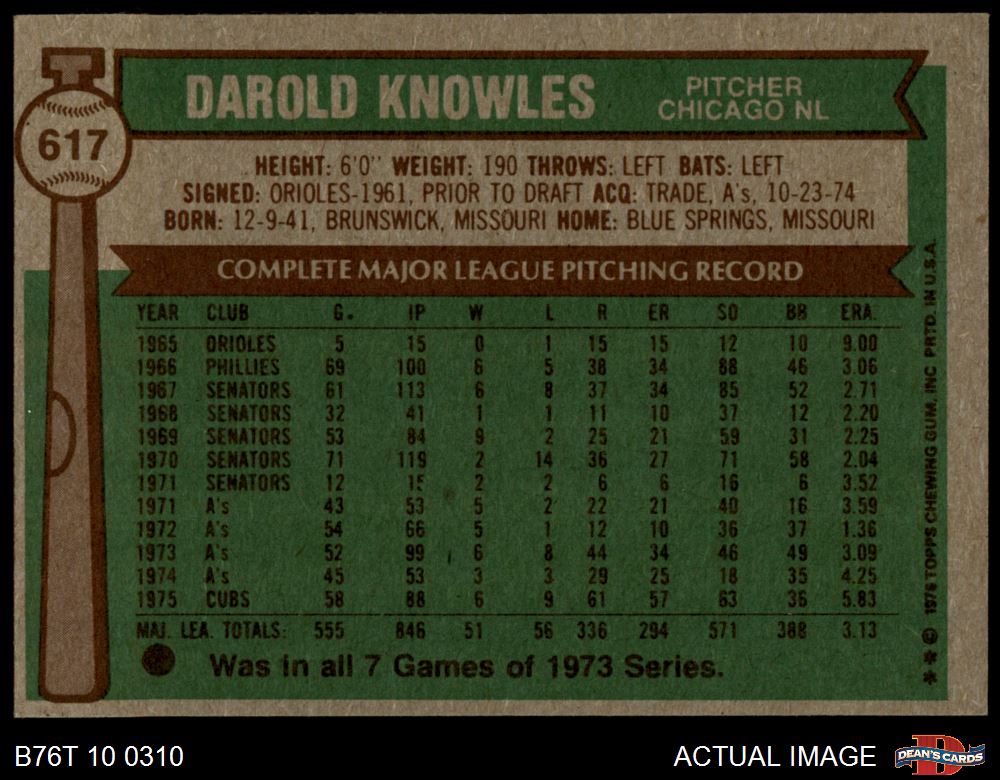 617
DAROLD KNOWLES
PITCHER
CHICAGO NL
HEIGHT: 6'0" WEIGHT: 190 THROWS: LEFT BATS: LEFT
SIGNED: ORIOLES-1961, PRIOR TO DRAFT ACQ: TRADE, A's, 10-23-74
BORN: 12-9-41, BRUNSWICK, MISSOURI HOME: BLUE SPRINGS, MISSOURI
COMPLETE MAJOR LEAGUE PITCHING RECORD
YEAR CLUB G. IP W L R ER SO BB ERA.
1965 ORIOLES 5 15 0 1 15 15 12 10 9.00
1966 PHILLIES 69 100 6 5 38 34 88 46 3.06
1967 SENATORS 61 113 6 8 37 34 85 52 2.71
1968 SENATORS 32 41 1 1 11 10 37 12 2.20
1969 SENATORS 53 84 9 2 25 21 59 31 2.25
1970 SENATORS 71 119 2 14 36 27 71 58 2.04
1971 SENATORS 12 15 2 2 6 6 16 6 3.52
1971 A's 43 53 5 2 22 21 40 16 3.59
1972 A's 54 66 5 1 12 10 36 37 1.36
1973 A's 52 99 6 8 44 34 46 49 3.09
1974 A's 45 53 3 3 29 25 18 35 4.25
1975 CUBS 58 88 6 9 61 57 63 36 5.83
MAJ. LEA. TOTALS: 555 846 51 56 336 294 571 388 3.13
Was in all 7 Games of 1973 Series.
** © 1976 TOPPS CHEWING GUM, INC PRTD. IN U.S.A.
B76T 10 0310
ACTUAL IMAGE
DEAN'S CARDS